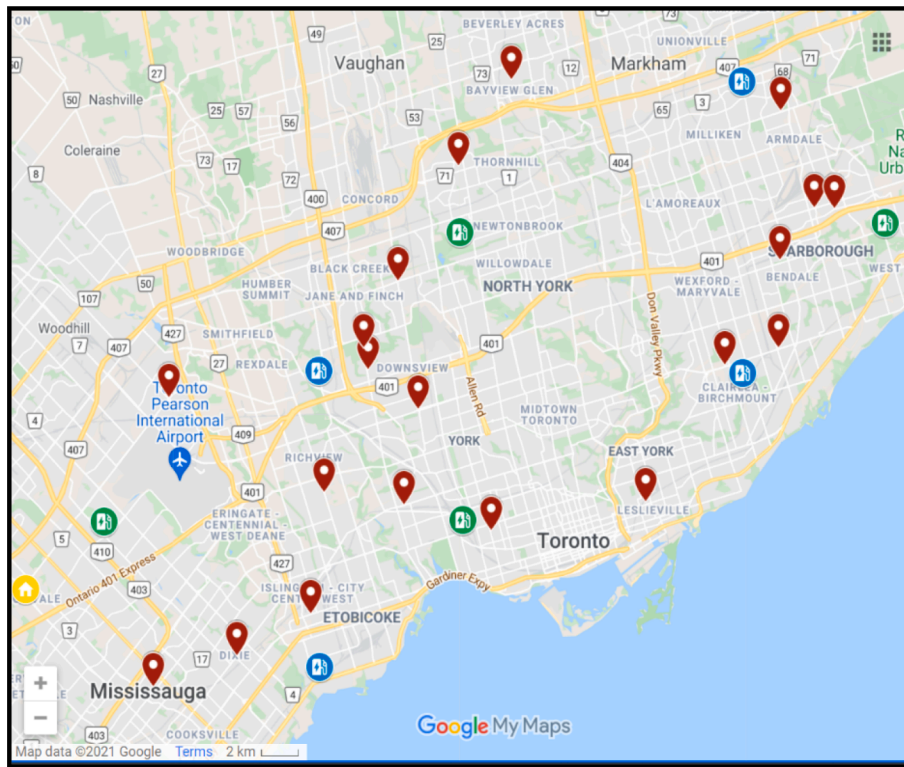 ON
BEVERLEY ACRES
49
25
UNIONVILLE
Vaughan
27
73
12
Markham
407
68
71
50
Nashville
50
25
57
56
53
BAYVIEW GLEN
65
3
MILLIKEN
ARMDALE
Coleraine
73
17
72
71
THORNHILL
1
404
8
CONCORD
400
L'AMOREAUX
407
NEWTONBROOK
WOODBRIDGE
BLACK CREEK
WILLOWDALE
401
SCARBOROUGH
107
50
HUMBER
SUMMIT
JANE AND FINCH
NORTH YORK
WEXFORD -
MARYVALE
BENDALE
WEST
Woodhill
7
407
427
SMITHFIELD
27
REXDALE
DOWNSVIEW
401
401
Allen Rd
Don Valley Pkwy
CLAIRLEA -
BIRCHMOUNT
Toronto
Pearson
International
Airport
4
409
407
MIDTOWN
TORONTO
YORK
EAST YORK
RICHVIEW
401
ERINGATE -
CENTENNIAL -
WEST DEANE
LESLIEVILLE
5
410
Toronto
Ontario 401 Express
427
403
Gardiner Expy
ISLINGTON - CITY
CENTRE WEST
ETOBICOKE
3
DIXIE
17
Mississauga
4
403
COOKSVILLE
+
−
Google My Maps
Map data ©2021 Google Terms 2 km